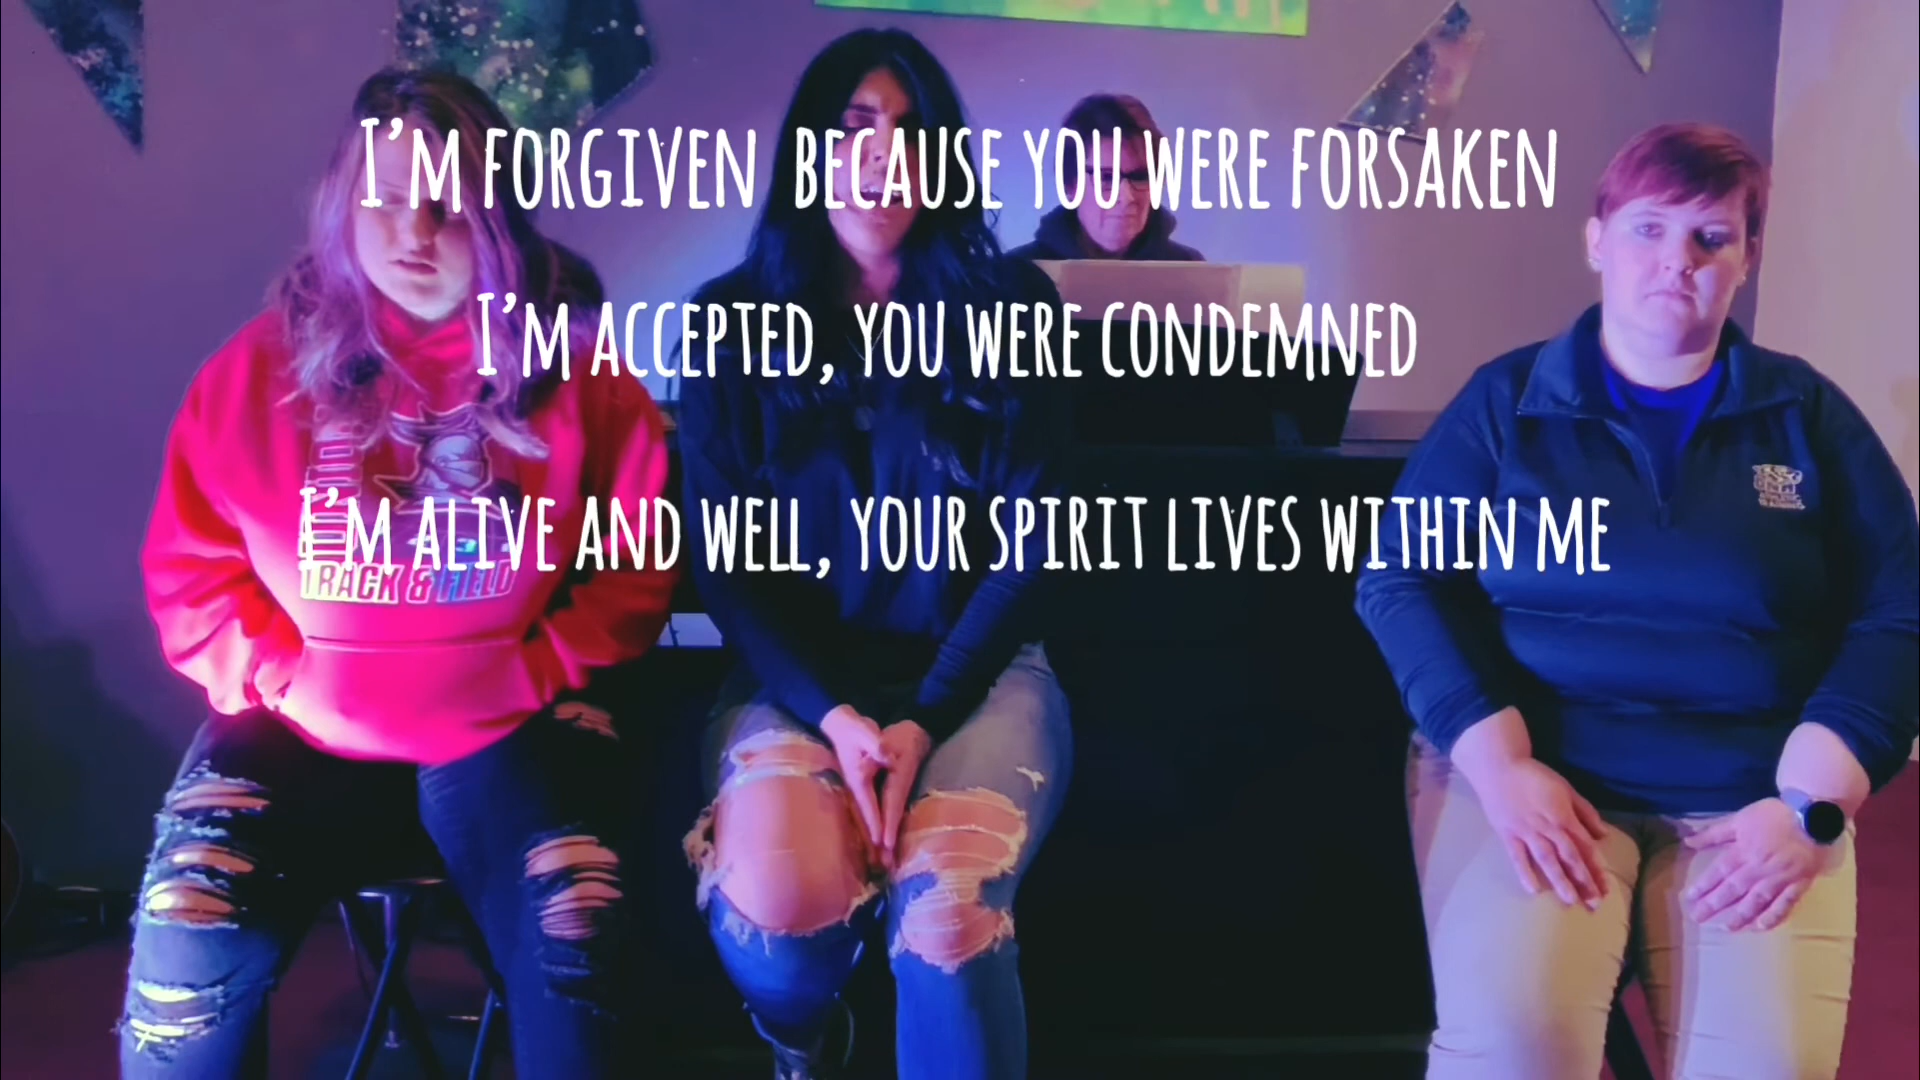 I'M FORGIVEN BECAUSE YOU WERE FORSAKEN
I'M ACCEPTED, YOU WERE CONDEMNED
I'M ALIVE AND WELL, YOUR SPIRIT LIVES WITHIN ME
TRACK & FIELD